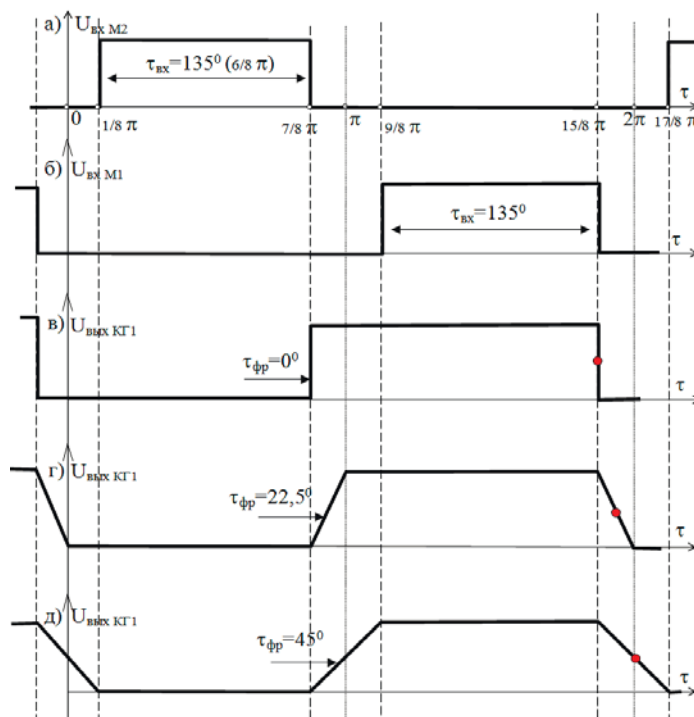 а) Uвх М2
τвх=135⁰ (6/8 π)
τ
0 1/8 π 7/8 π π 9/8 π 15/8 π 2π 17/8 π
б) Uвх М1
τвх=135⁰
τ
в) Uвых КГ1
τфр=0⁰
τ
г) Uвых КГ1
τфр=22,5⁰
τ
д) Uвых КГ1
τфр=45⁰
τ